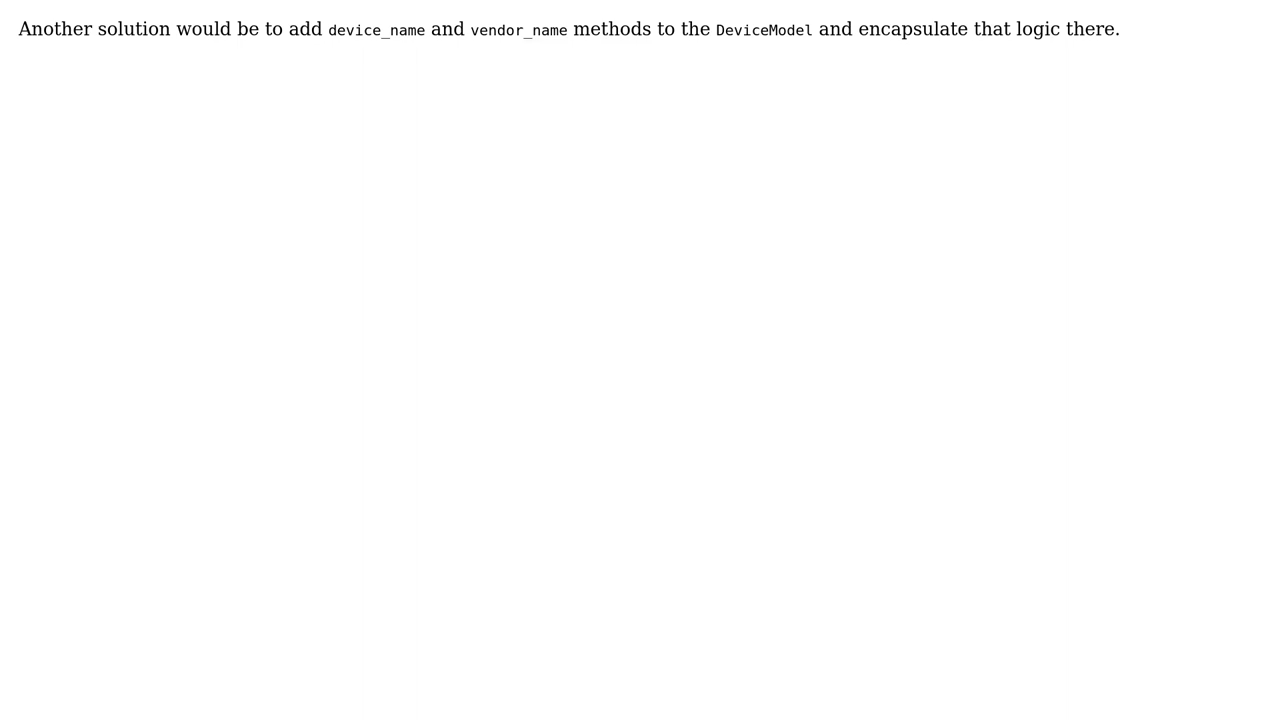 Another solution would be to add device_name and vendor_name methods to the DeviceModel and encapsulate that logic there.